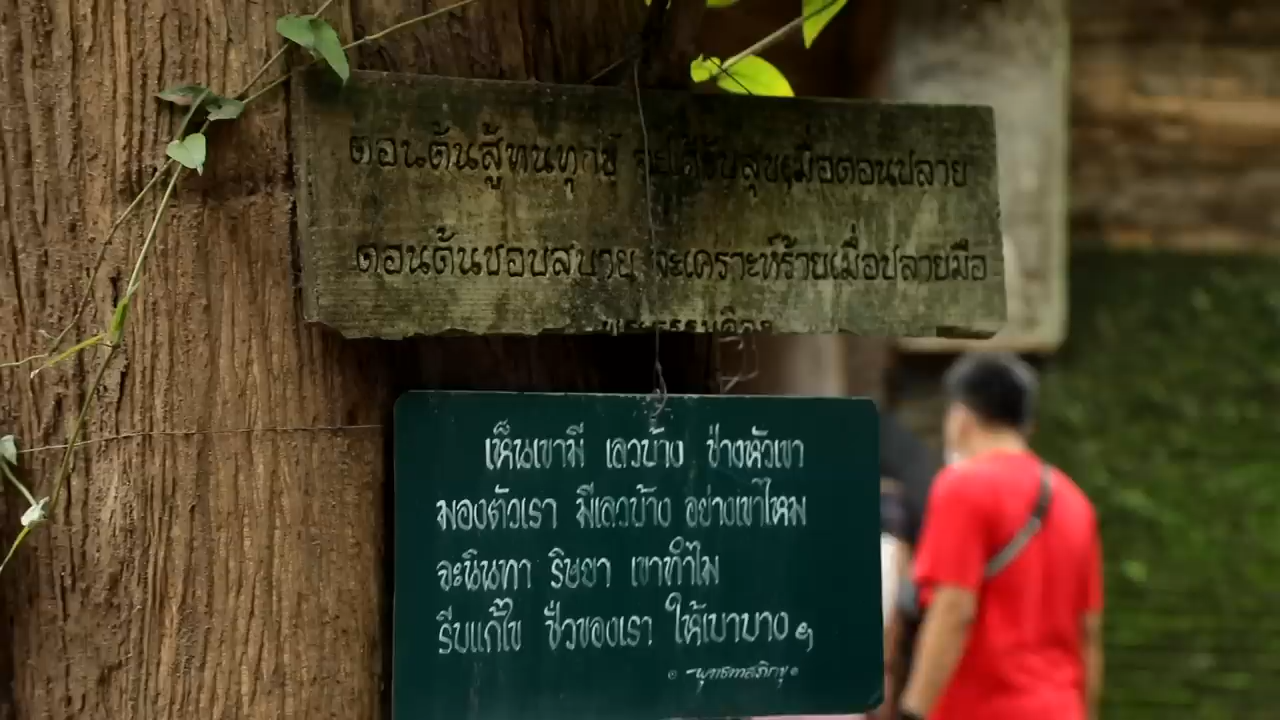 ตอนต้นสู้ทนทุกข์ จะได้รับสุขเมื่อตอนปลาย
ตอนต้นชอบสบาย จะเคราะห์ร้ายเมื่อปลายมือ
เห็นเขามี เลวบ้าง ช่างหัวเขา
มองตัวเรา มีเลวบ้าง อย่างเขาไหม
จะนินทา ริษยา เขาทำไม
รีบแก้ไข ชั่วของเรา ให้เบาบาง ๆ
พุทธทาสภิกขุ